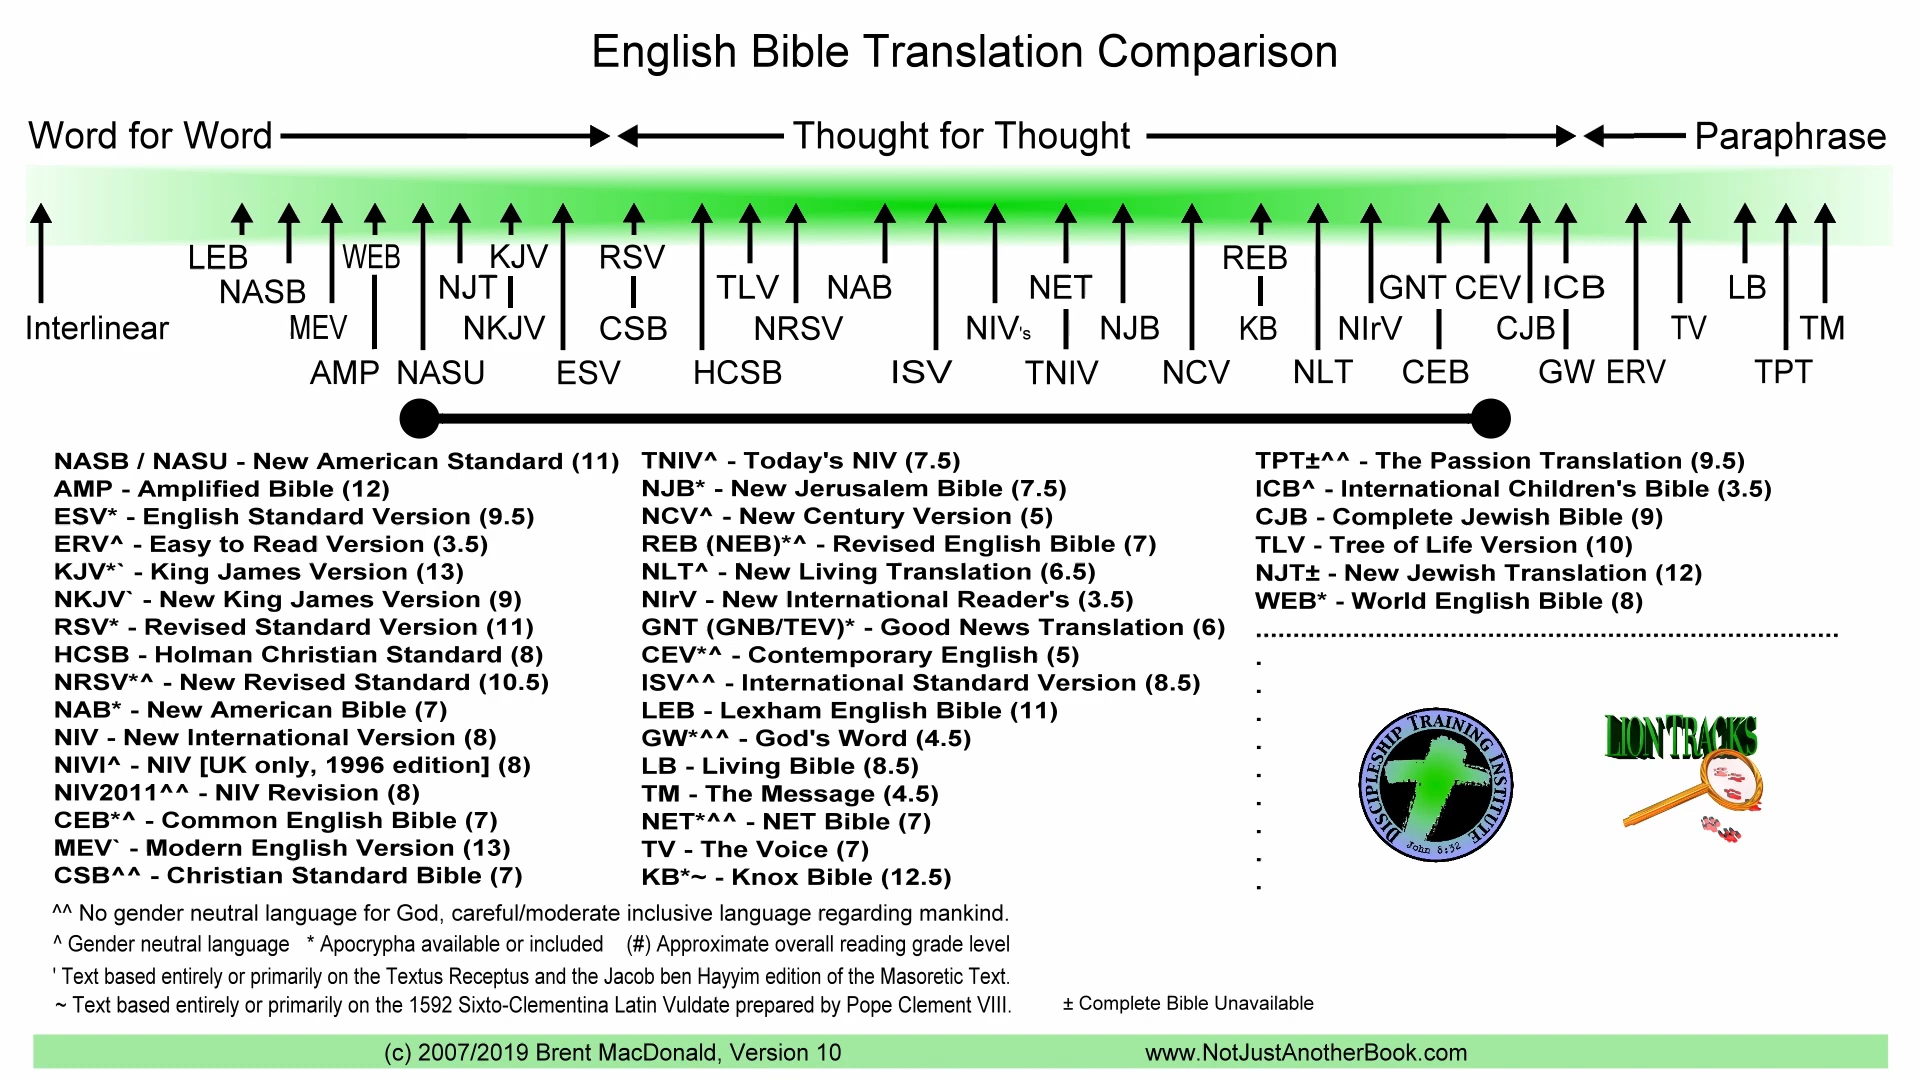 English Bible Translation Comparison
Word for Word Thought for Thought Paraphrase
LEB WEB KJV RSV REB
NASB NJT TLV NAB NET GNT CEV ICB LB
Interlinear MEV NKJV CSB NRSV NIV's NJB KB NIrV CJB TV TM
AMP NASU ESV HCSB ISV TNIV NCV NLT CEB GW ERV TPT
NASB / NASU - New American Standard (11)
AMP - Amplified Bible (12)
ESV* - English Standard Version (9.5)
ERV^ - Easy to Read Version (3.5)
KJV*` - King James Version (13)
NKJV` - New King James Version (9)
RSV* - Revised Standard Version (11)
HCSB - Holman Christian Standard (8)
NRSV*^ - New Revised Standard (10.5)
NAB* - New American Bible (7)
NIV - New International Version (8)
NIVI^ - NIV [UK only, 1996 edition] (8)
NIV2011^^ - NIV Revision (8)
CEB*^ - Common English Bible (7)
MEV` - Modern English Version (13)
CSB^^ - Christian Standard Bible (7)
TNIV^ - Today's NIV (7.5)
NJB* - New Jerusalem Bible (7.5)
NCV^ - New Century Version (5)
REB (NEB)*^ - Revised English Bible (7)
NLT^ - New Living Translation (6.5)
NIrV - New International Reader's (3.5)
GNT (GNB/TEV)* - Good News Translation (6)
CEV*^ - Contemporary English (5)
ISV^^ - International Standard Version (8.5)
LEB - Lexham English Bible (11)
GW*^^ - God's Word (4.5)
LB - Living Bible (8.5)
TM - The Message (4.5)
NET*^^ - NET Bible (7)
TV - The Voice (7)
KB*~ - Knox Bible (12.5)
TPT±^^ - The Passion Translation (9.5)
ICB^ - International Children's Bible (3.5)
CJB - Complete Jewish Bible (9)
TLV - Tree of Life Version (10)
NJT± - New Jewish Translation (12)
WEB* - World English Bible (8)
DISCIPLESHIP TRAINING INSTITUTE
John 8:32
LION TRACKS
^^ No gender neutral language for God, careful/moderate inclusive language regarding mankind.
^ Gender neutral language * Apocrypha available or included (#) Approximate overall reading grade level
' Text based entirely or primarily on the Textus Receptus and the Jacob ben Hayyim edition of the Masoretic Text.
~ Text based entirely or primarily on the 1592 Sixto-Clementina Latin Vuldate prepared by Pope Clement VIII. ± Complete Bible Unavailable
(c) 2007/2019 Brent MacDonald, Version 10 www.NotJustAnotherBook.com